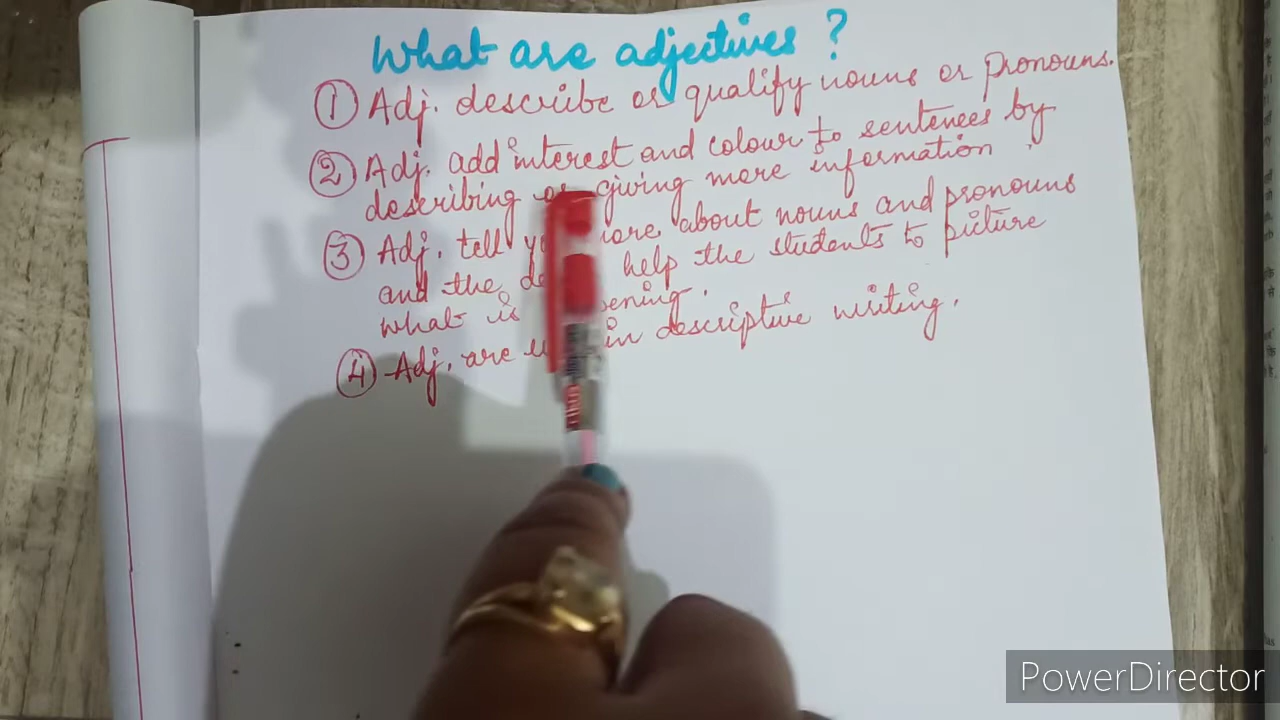 What are adjectives ?
① Adj. describe or qualify nouns or pronouns.
② Adj. add interest and colour to sentences by
describing or giving more information .
③ Adj. tell more about nouns and pronouns
and the help the students to picture
what is
④ Adj. are in descriptive writing.
PowerDirector